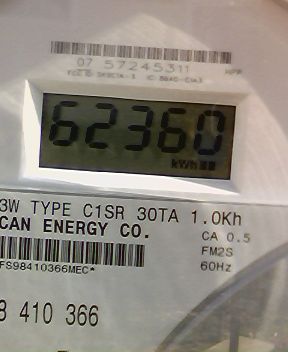 07 57245311
62360
kWh
3W TYPE C1SR 30TA 1.0Kh
CAN ENERGY CO.
CA 0.5
FM2S
60Hz
FS98410366MEC*
8 410 366